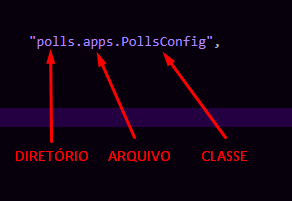 "polls.apps.PollsConfig",
DIRETÓRIO ARQUIVO CLASSE